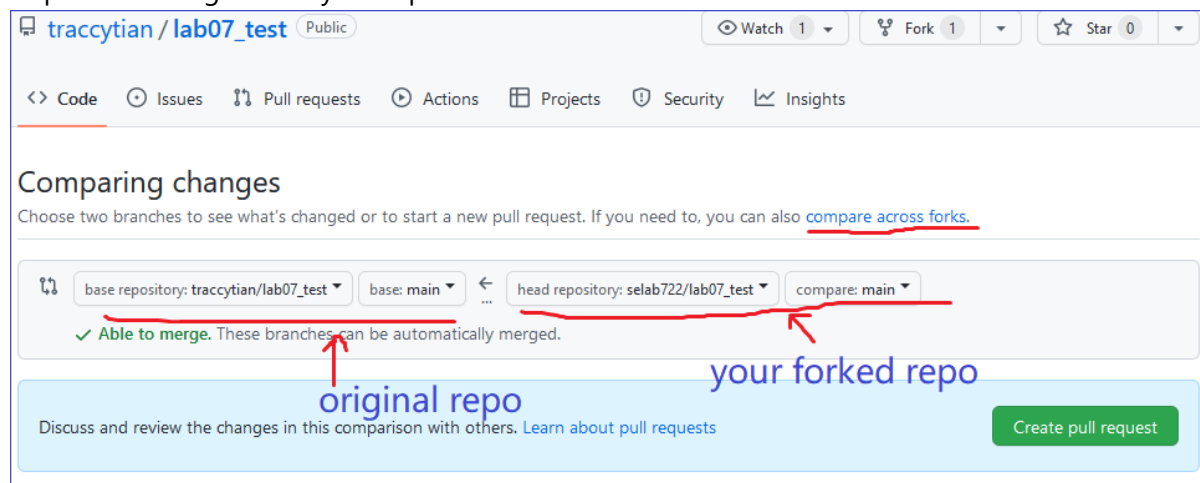 traccytian / lab07_test Public
Watch 1
Fork 1
Star 0
Code
Issues
Pull requests
Actions
Projects
Security
Insights
Comparing changes
Choose two branches to see what's changed or to start a new pull request. If you need to, you can also compare across forks.
base repository: traccytian/lab07_test
base: main
head repository: selab722/lab07_test
compare: main
Able to merge. These branches can be automatically merged.
your forked repo
original repo
Discuss and review the changes in this comparison with others. Learn about pull requests
Create pull request